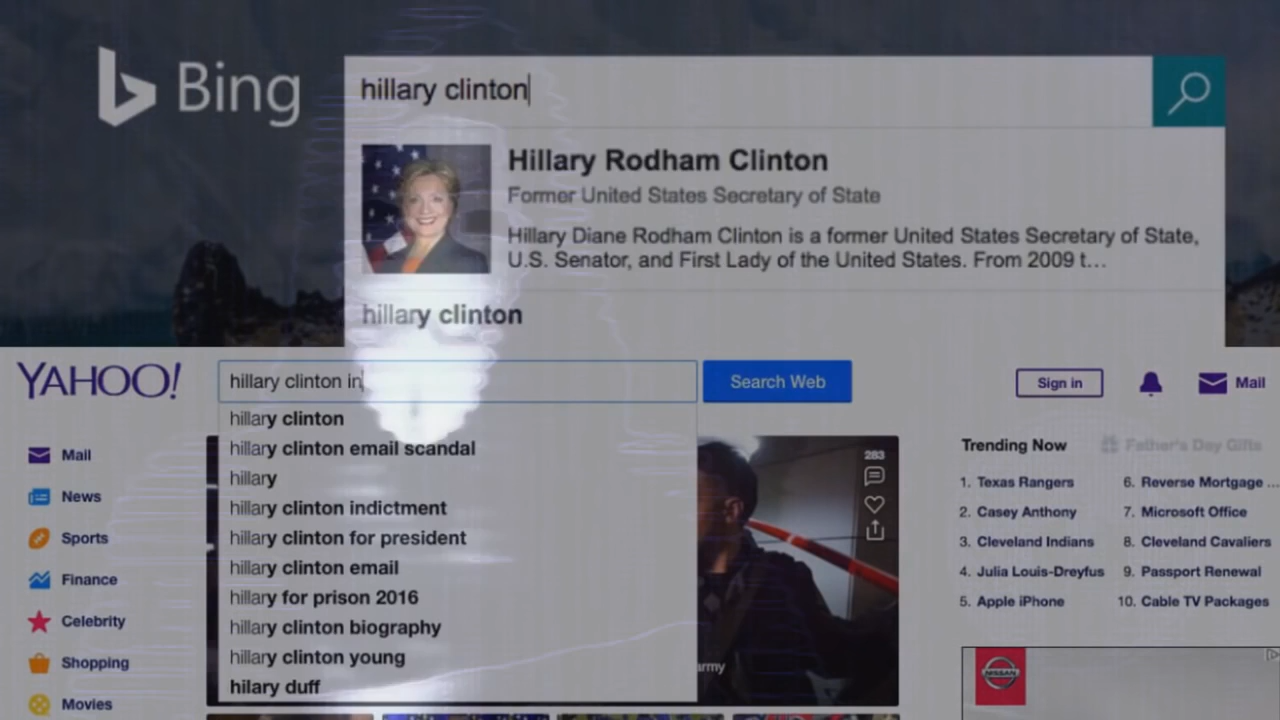 Bing
hillary clinton
Hillary Rodham Clinton
Former United States Secretary of State
Hillary Diane Rodham Clinton is a former United States Secretary of State,
U.S. Senator, and First Lady of the United States. From 2009 t...
hillary clinton
YAHOO!
hillary clinton in
Search Web
Sign in
Mail
hillary clinton
hillary clinton email scandal
hillary
hillary clinton indictment
hillary clinton for president
hillary clinton email
hillary for prison 2016
hillary clinton biography
hillary clinton young
hilary duff
Mail
News
Sports
Finance
Celebrity
Shopping
Movies
283
army
Trending Now
Father's Day Gifts
1. Texas Rangers
2. Casey Anthony
3. Cleveland Indians
4. Julia Louis-Dreyfus
5. Apple iPhone
6. Reverse Mortgage ...
7. Microsoft Office
8. Cleveland Cavaliers
9. Passport Renewal
10. Cable TV Packages
NISSAN